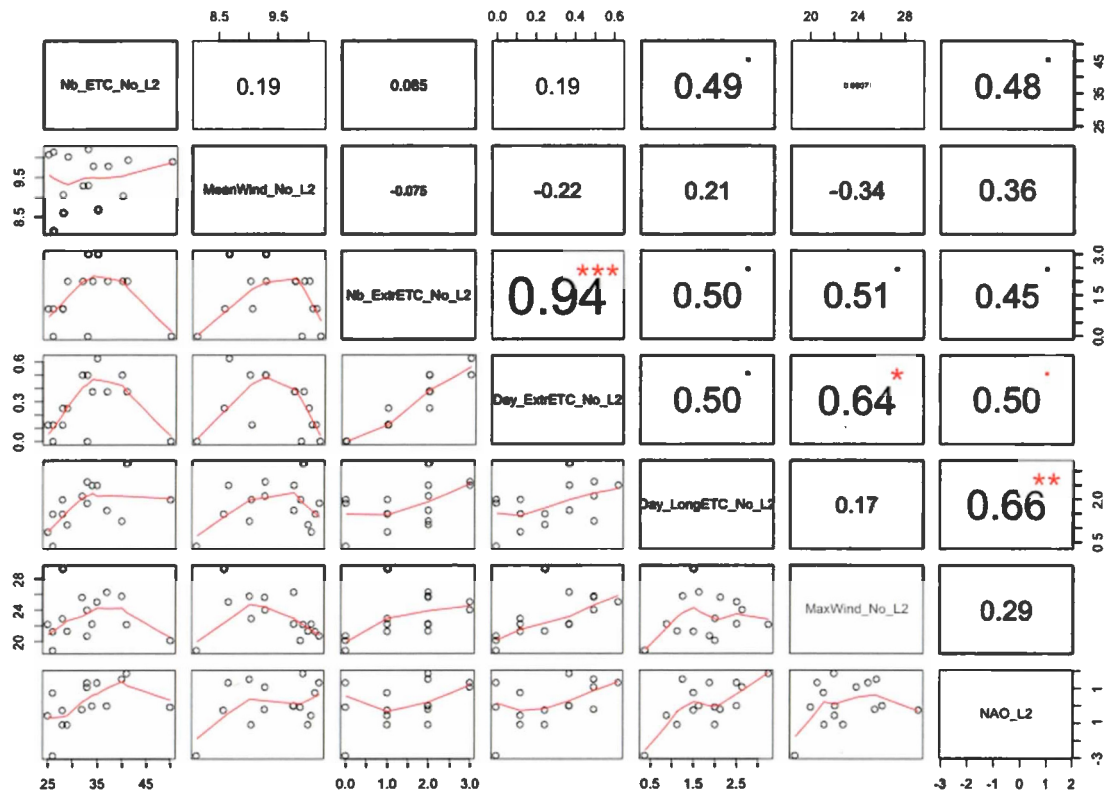 8.5 9.5 0.0 0.2 0.4 0.6 20 24 28
Nb_ETC_No_L2 0.19 0.065 0.19 0.49 0.48 25 35 45
9.5 8.5 MeanWind_No_L2 -0.075 -0.22 0.21 -0.34 0.36
Nb_ExtrETC_No_L2 0.94 *** 0.50 0.51 0.45 0.0 1.5 3.0
0.6 0.3 0.0 Day_ExtrETC_No_L2 0.50 0.64 * 0.50
Day_LongETC_No_L2 0.17 0.66 ** 0.5 2.0
28 24 20 MaxWind_No_L2 0.29
NAO_L2 -3 -1 1
25 35 45 0.0 1.0 2.0 3.0 0.5 1.5 2.5 -3 -2 -1 0 1 2